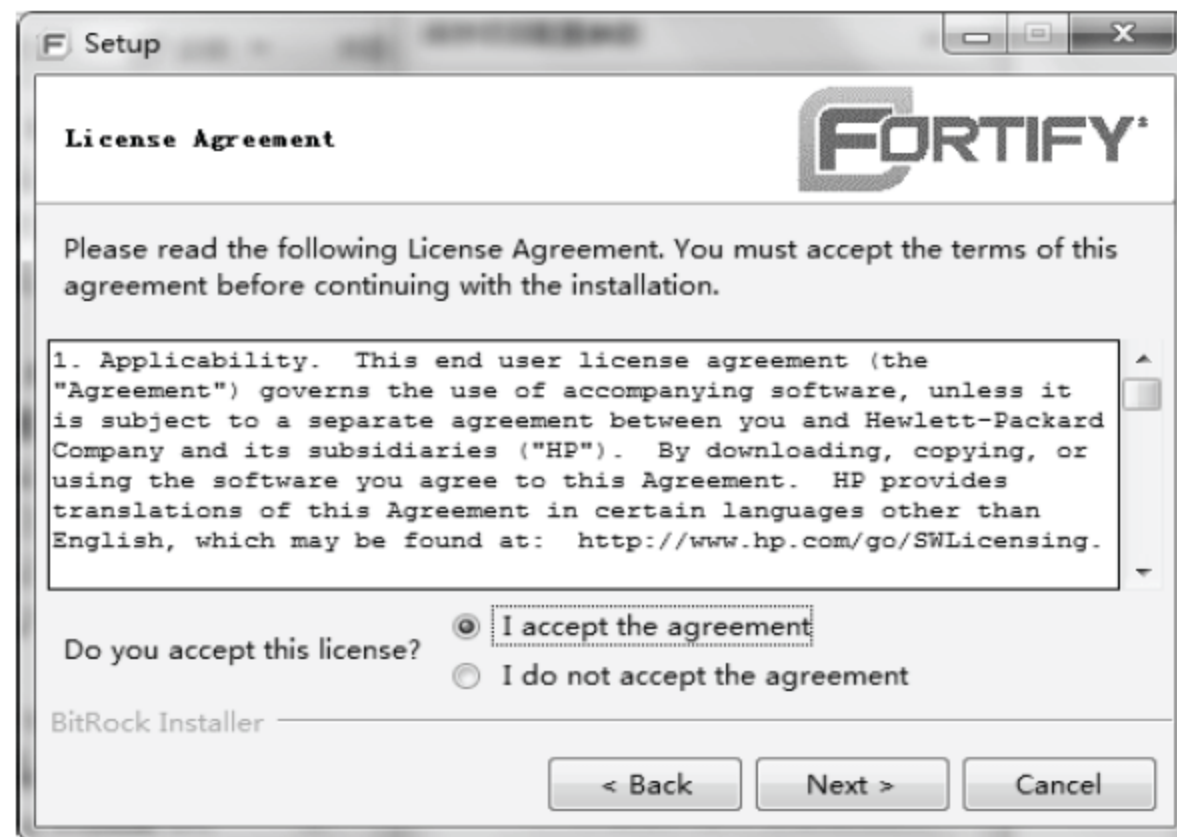 Setup
License Agreement
FORTIFY
Please read the following License Agreement. You must accept the terms of this
agreement before continuing with the installation.
1. Applicability.  This end user license agreement (the
"Agreement") governs the use of accompanying software, unless it
is subject to a separate agreement between you and Hewlett-Packard
Company and its subsidiaries ("HP").  By downloading, copying, or
using the software you agree to this Agreement.  HP provides
translations of this Agreement in certain languages other than
English, which may be found at:  http://www.hp.com/go/SWLicensing.
Do you accept this license?
I accept the agreement
I do not accept the agreement
BitRock Installer
< Back
Next >
Cancel